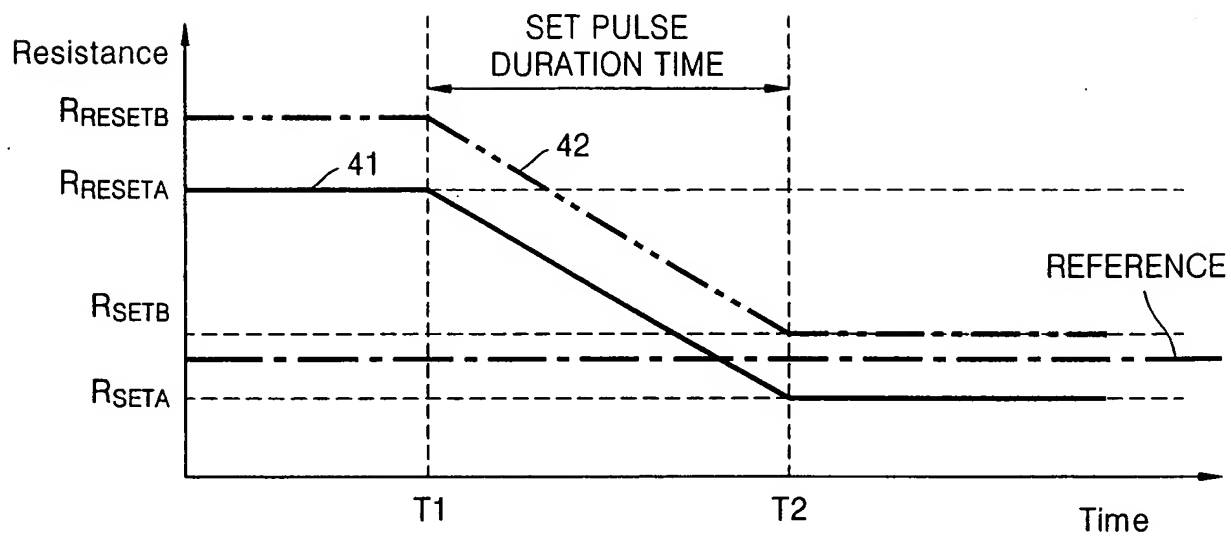 SET PULSE
DURATION TIME
Resistance
RRESETB
41
42
RRESETA
REFERENCE
RSETB
RSETA
T1
T2
Time